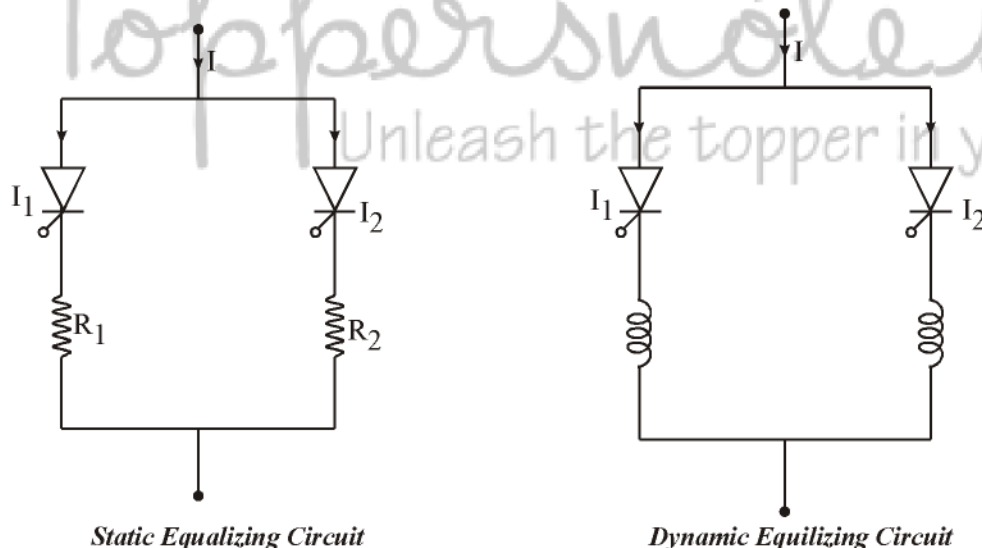 Toppersnotes
Unleash the topper in y
I
I
I1
I2
I1
I2
R1
R2
Static Equalizing Circuit
Dynamic Equilizing Circuit